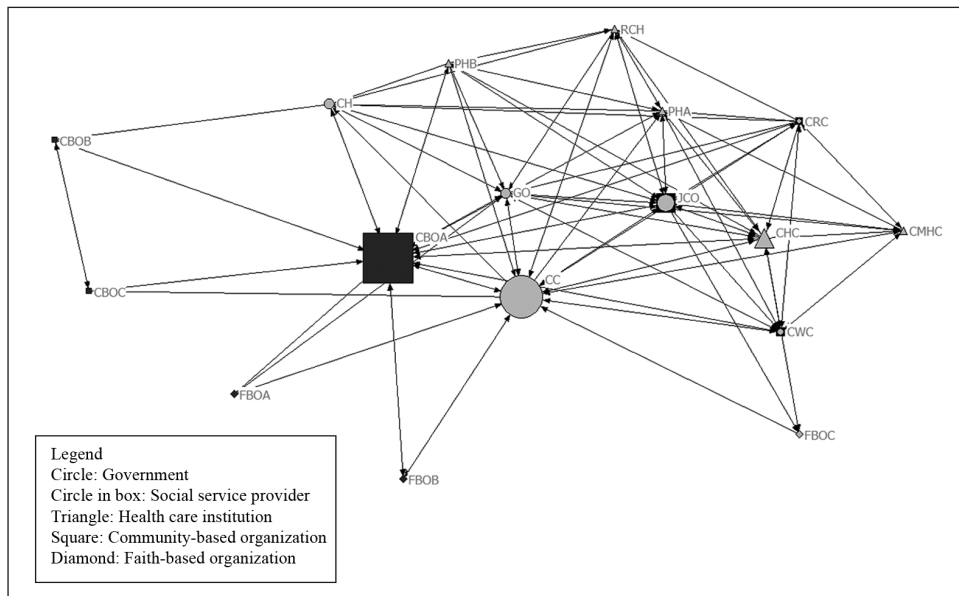 RCH
PHB
CH
PHA
CRC
CBOB
GO
JCO
CBOA
CHC
CMHC
CC
CBOC
CWC
FBOA
FBOC
FBOB
Legend
Circle: Government
Circle in box: Social service provider
Triangle: Health care institution
Square: Community-based organization
Diamond: Faith-based organization